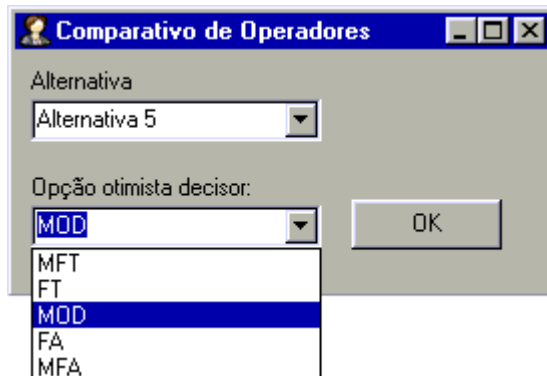 Comparativo de Operadores
Alternativa
Alternativa 5
Opção otimista decisor:
MOD
OK
MFT
FT
MOD
FA
MFA